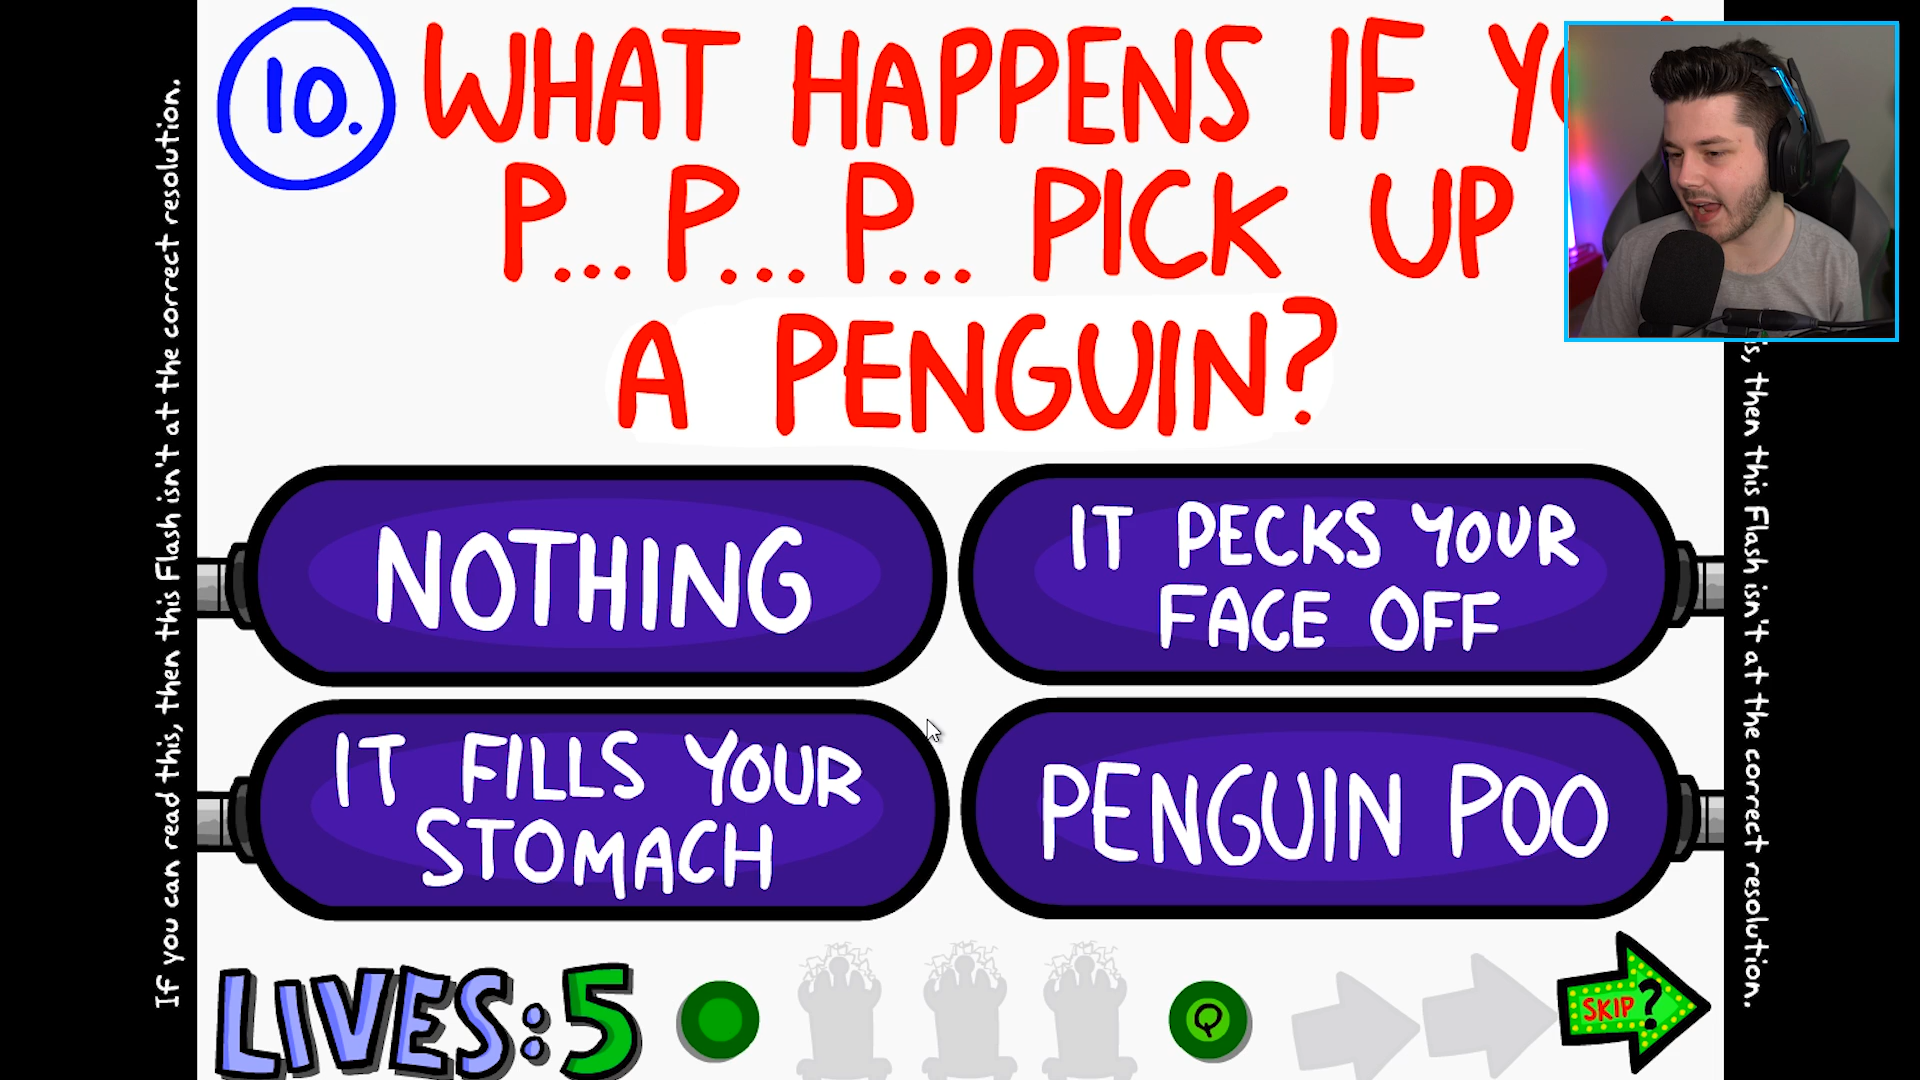 10. WHAT HAPPENS IF
P... P... P... PICK UP
A PENGUIN?
NOTHING
IT PECKS YOUR
FACE OFF
IT FILLS YOUR
STOMACH
PENGUIN POO
LIVES: 5
Q
SKIP?
If you can read this, then this Flash isn't at the correct resolution.
then this Flash isn't at the correct resolution.